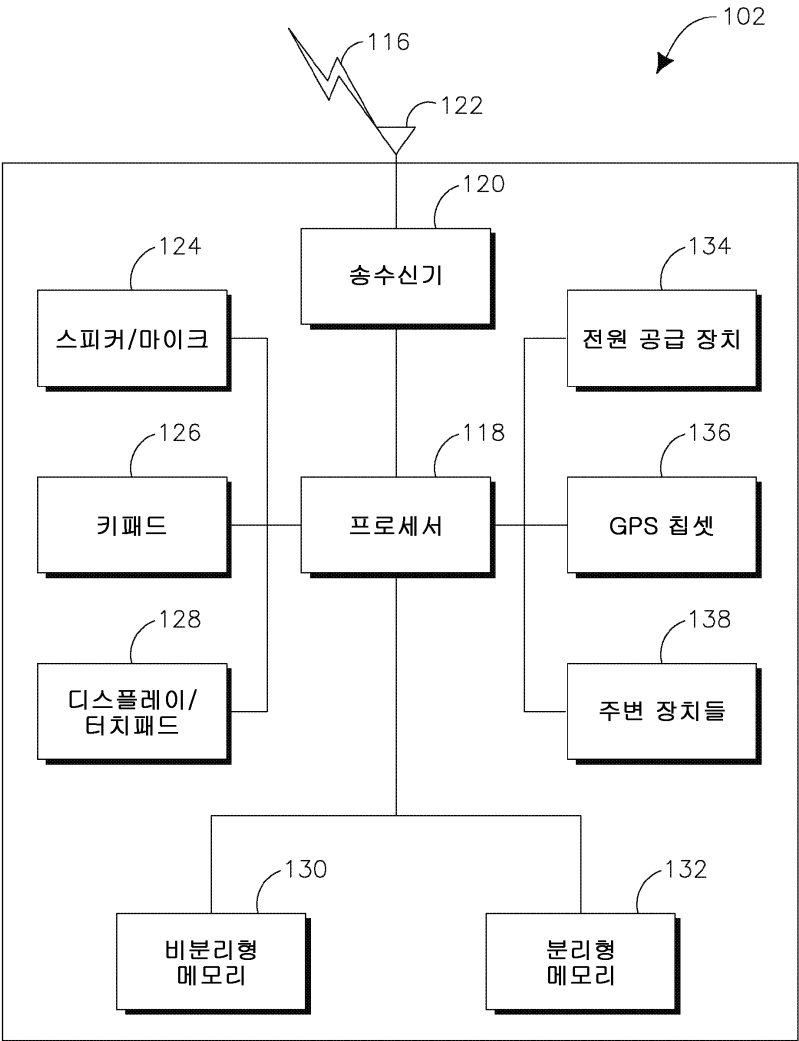 102
116
122
120
송수신기
124
스피커/마이크
134
전원 공급 장치
126
키패드
118
프로세서
136
GPS 칩셋
128
디스플레이/
터치패드
138
주변 장치들
130
비분리형
메모리
132
분리형
메모리